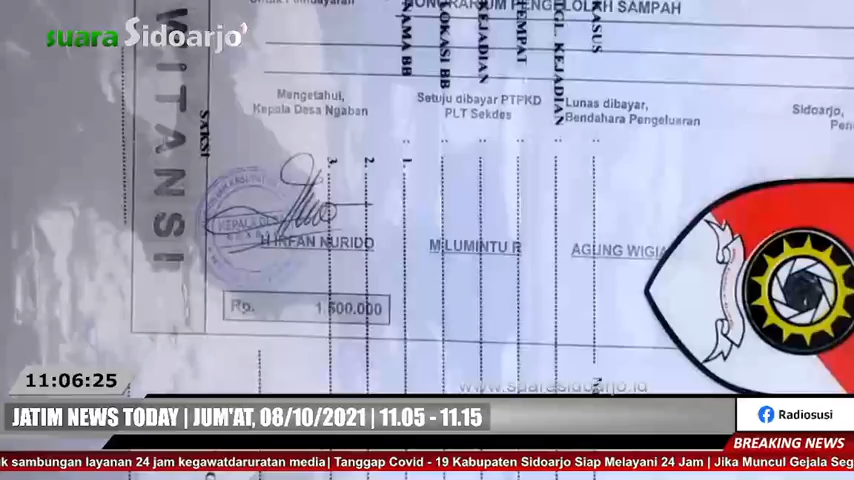 suara Sidoarjo
HONORARIUM PENGELOLAH SAMPAH
KWITANSI
SAKSI
NAMA BB
LOKASI BB
KEJADIAN
TEMPAT
TGL. KEJADIAN
KASUS
Mengetahui,
Kepala Desa Ngaban
Setuju dibayar PTPKD
PLT Sekdes
Lunas dibayar,
Bendahara Pengeluaran
Sidoarjo,
3.
2.
1.
KEPALA DESA
H IRFAN NURIDO
M LUMINTU R
AGUNG WIGIA
Rp. 1.500.000
www.suarasidoarjo.id
11:06:25
JATIM NEWS TODAY | JUM'AT, 08/10/2021 | 11.05 - 11.15
Radiosusi
BREAKING NEWS
k sambungan layanan 24 jam kegawatdaruratan media| Tanggap Covid - 19 Kabupaten Sidoarjo Siap Melayani 24 Jam | Jika Muncul Gejala Seg